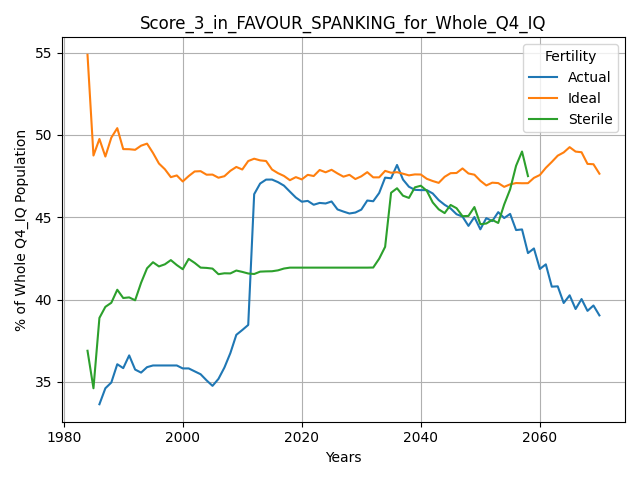 Score_3_in_FAVOUR_SPANKING_for_Whole_Q4_IQ
% of Whole Q4_IQ Population
55
50
45
40
35
Fertility
Actual
Ideal
Sterile
1980 2000 2020 2040 2060
Years